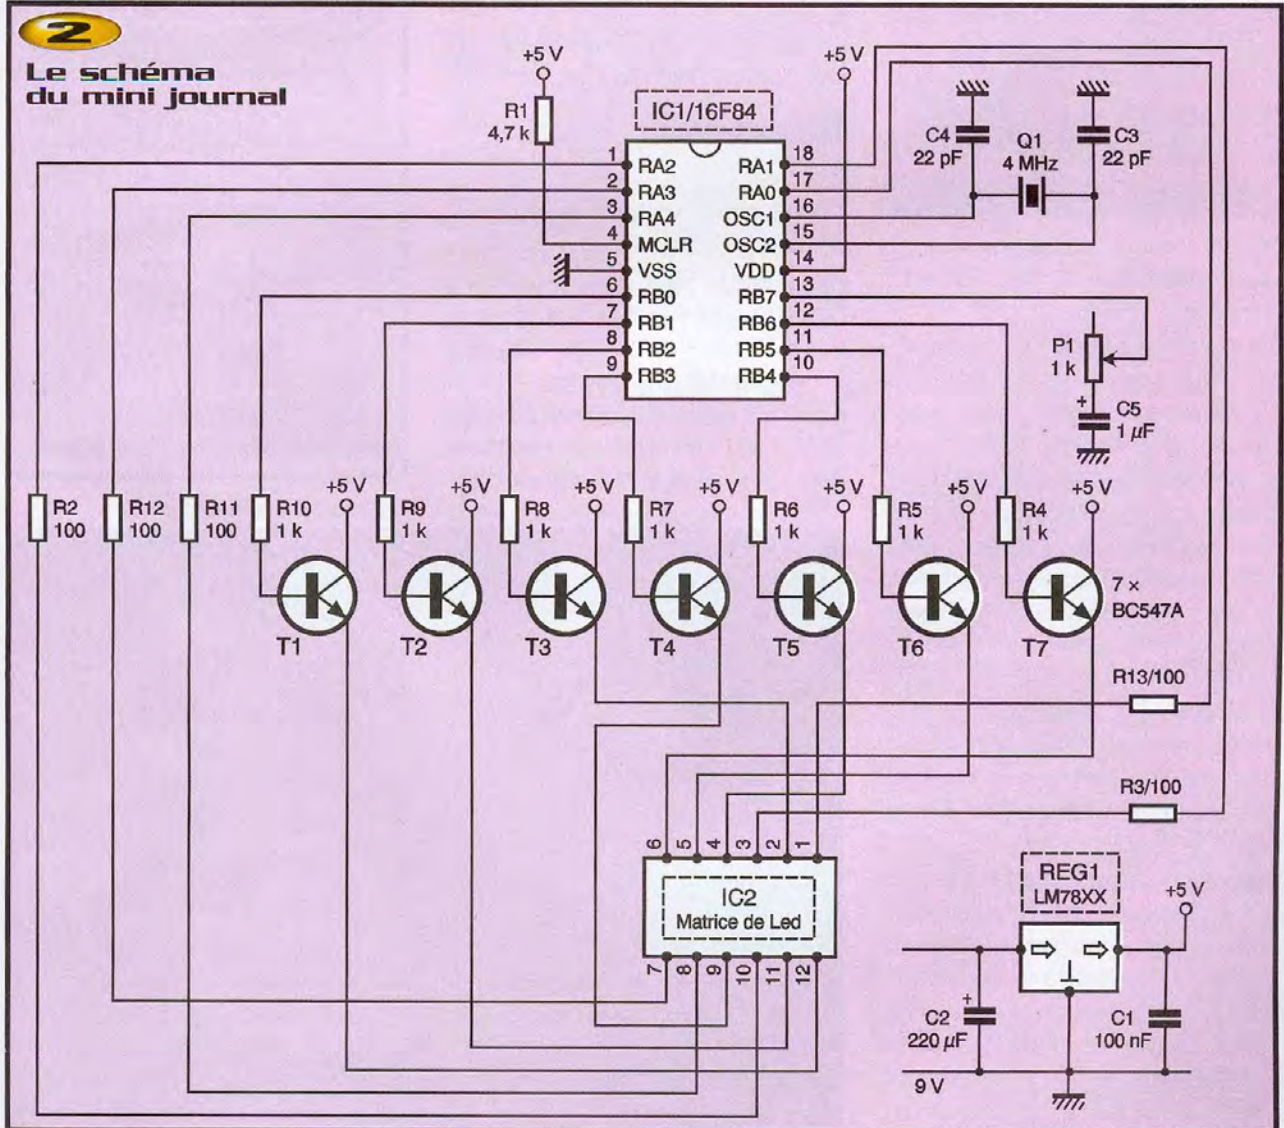 2
Le schéma
du mini journal
+5 V
+5 V
R1
4,7 k
IC1/16F84
C4
22 pF
Q1
4 MHz
C3
22 pF
1
RA2
RA1
18
2
RA3
RA0
17
3
RA4
OSC1
16
4
MCLR
OSC2
15
5
VSS
VDD
14
6
RB0
RB7
13
7
RB1
RB6
12
8
RB2
RB5
11
9
RB3
RB4
10
P1
1 k
+
C5
1 µF
R2
100
R12
100
R11
100
R10
1 k
+5 V
R9
1 k
+5 V
R8
1 k
+5 V
R7
1 k
+5 V
R6
1 k
+5 V
R5
1 k
+5 V
R4
1 k
+5 V
7 ×
BC547A
T1
T2
T3
T4
T5
T6
T7
R13/100
R3/100
6
5
4
3
2
1
IC2
Matrice de Led
7
8
9
10
11
12
REG1
LM78XX
+5 V
+
C2
220 µF
C1
100 nF
9 V